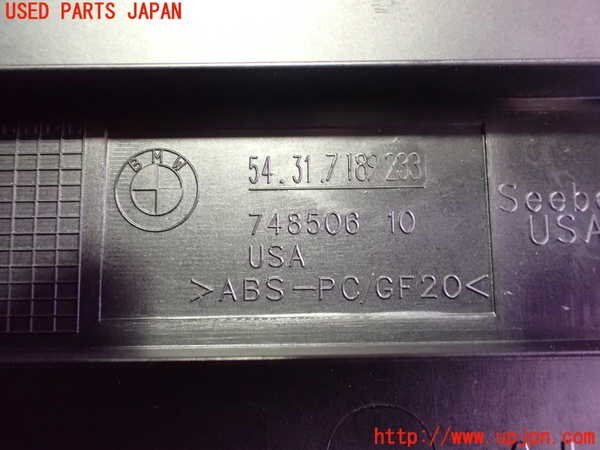 USED PARTS JAPAN
BMW
54.31.7189233
748506 10
USA
>ABS-PC/GF20<
Seebe
USA
http://www.upjpn.com/